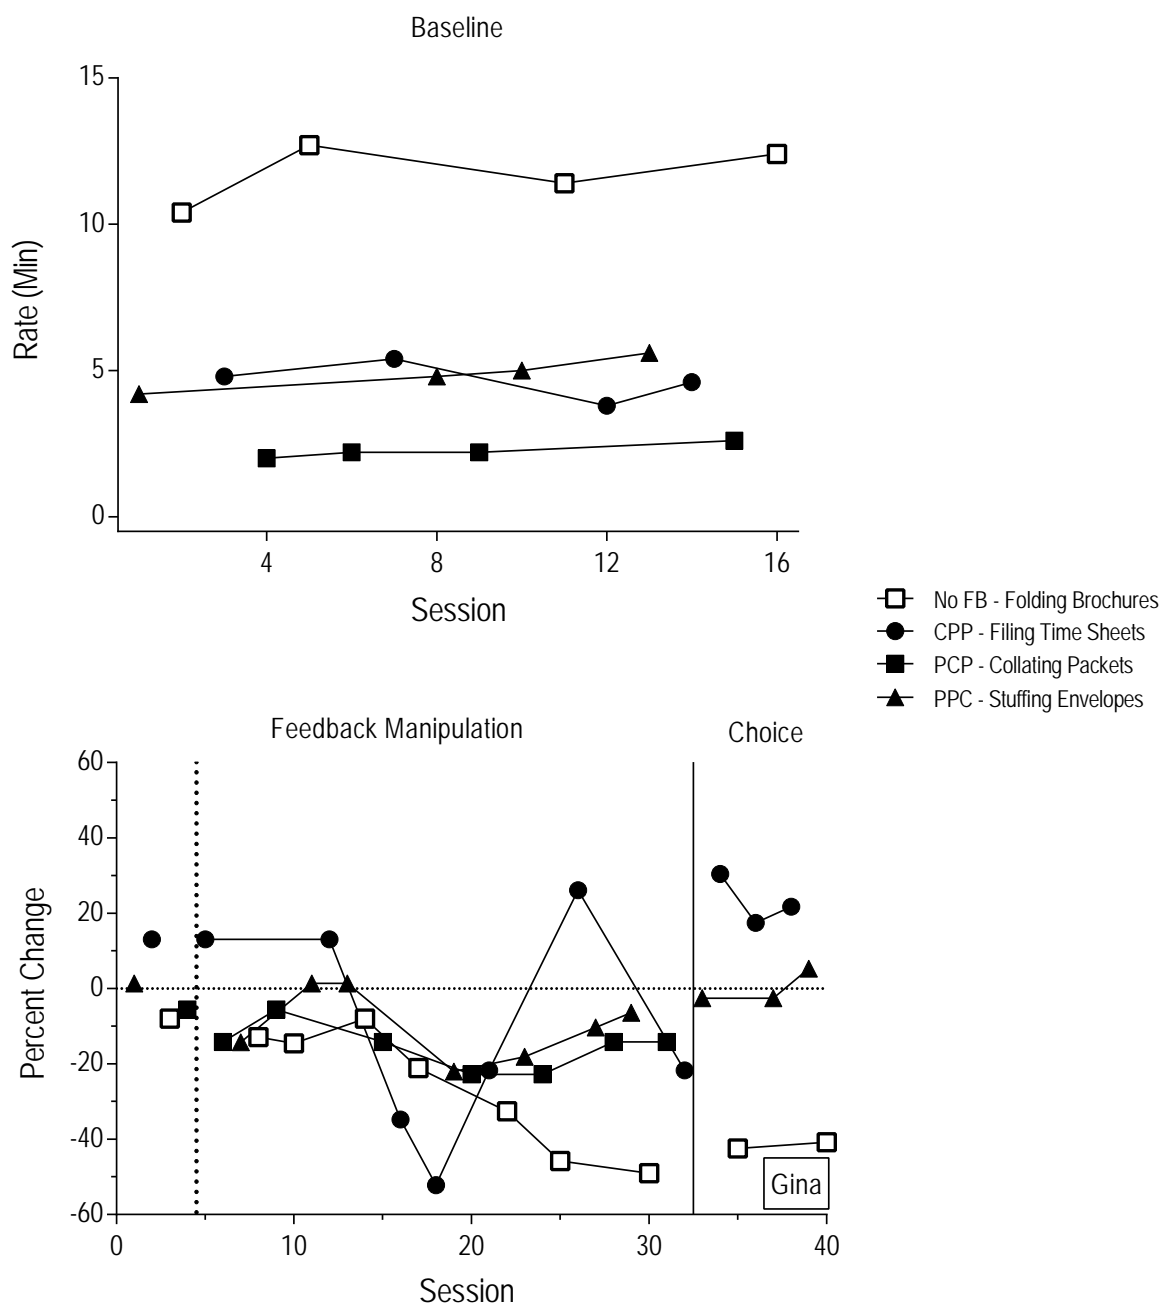 Baseline
15
10
5
0
Rate (Min)
4 8 12 16
Session
No FB - Folding Brochures
CPP - Filing Time Sheets
PCP - Collating Packets
PPC - Stuffing Envelopes
Feedback Manipulation Choice
60
40
20
0
-20
-40
-60
Percent Change
Gina
0 10 20 30 40
Session